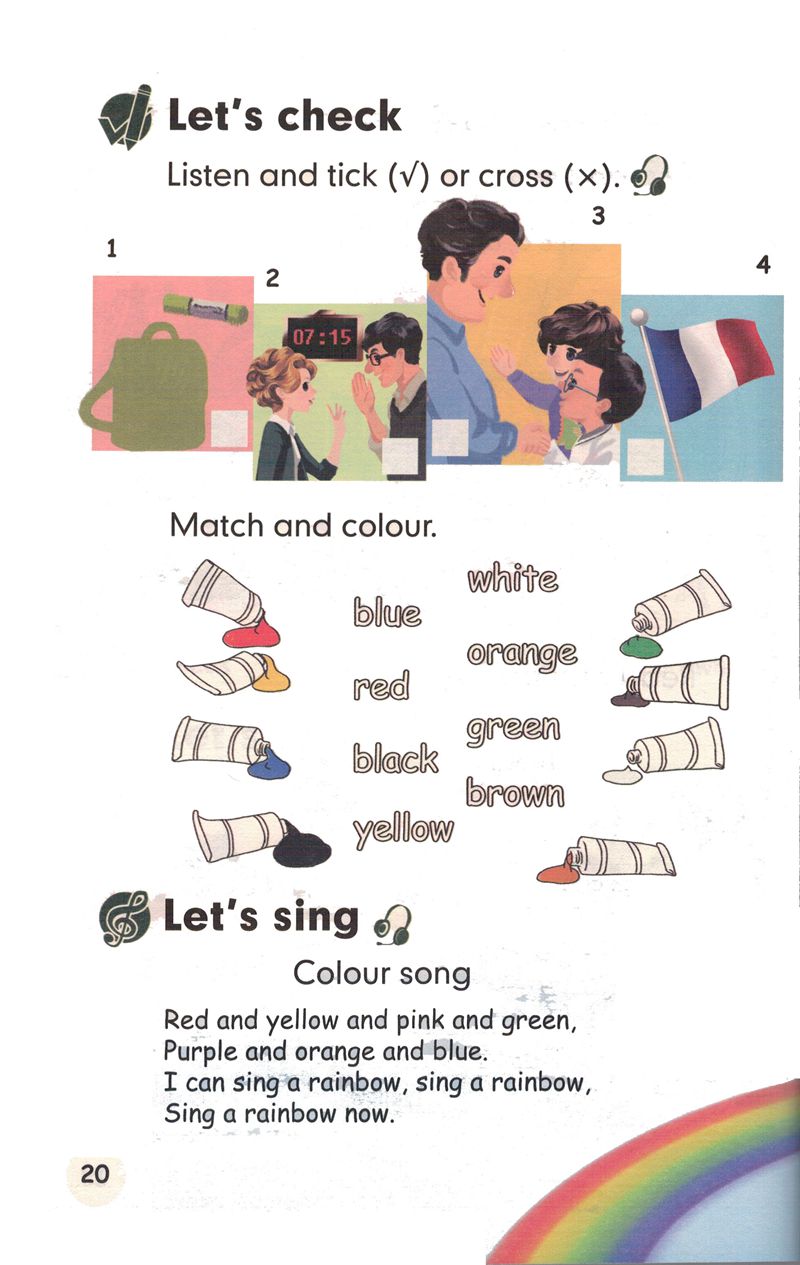 Let's check
Listen and tick (√) or cross (×).
1
2
3
4
07:15
Match and colour.
blue
red
black
yellow
white
orange
green
brown
Let's sing
Colour song
Red and yellow and pink and green,
Purple and orange and blue.
I can sing a rainbow, sing a rainbow,
Sing a rainbow now.
20